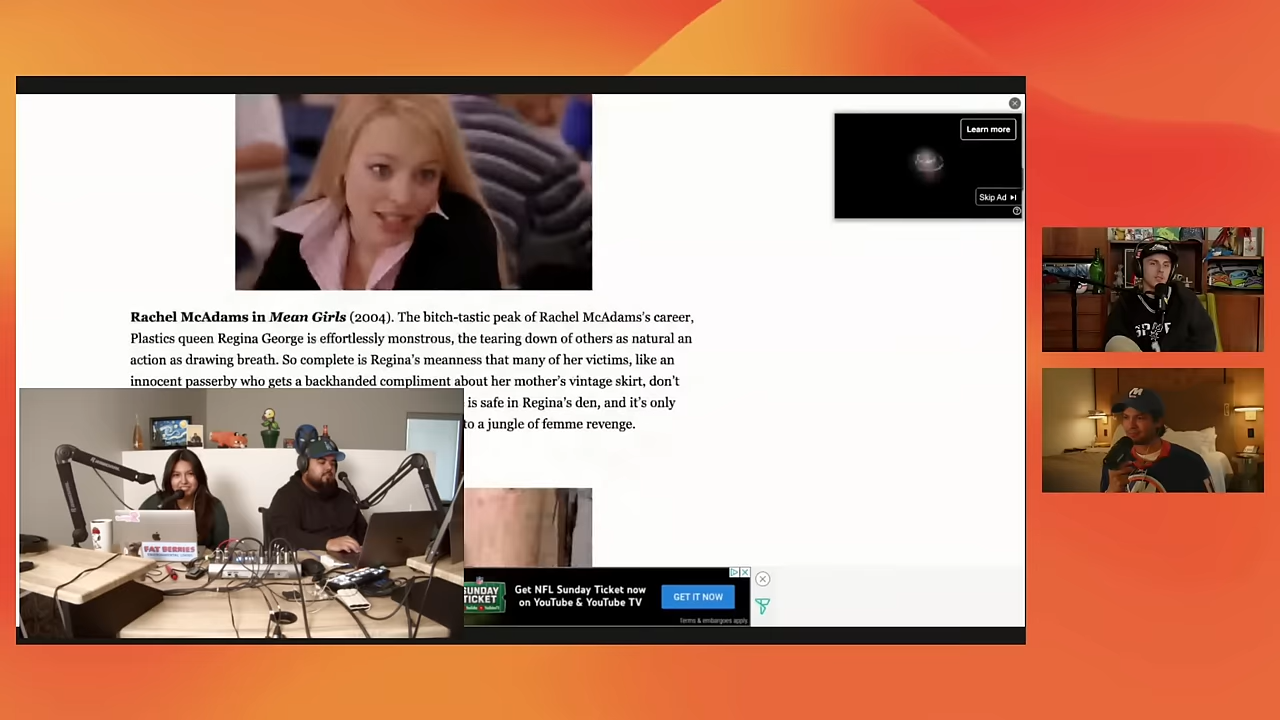 Learn more
Skip Ad
Rachel McAdams in Mean Girls (2004). The bitch-tastic peak of Rachel McAdams's career,
Plastics queen Regina George is effortlessly monstrous, the tearing down of others as natural an
action as drawing breath. So complete is Regina's meanness that many of her victims, like an
innocent passerby who gets a backhanded compliment about her mother's vintage skirt, don't
is safe in Regina's den, and it's only
to a jungle of femme revenge.
FAT BERRIES
SUNDAY
TICKET
Get NFL Sunday Ticket now
on YouTube & YouTube TV
GET IT NOW
Terms & embargoes apply.